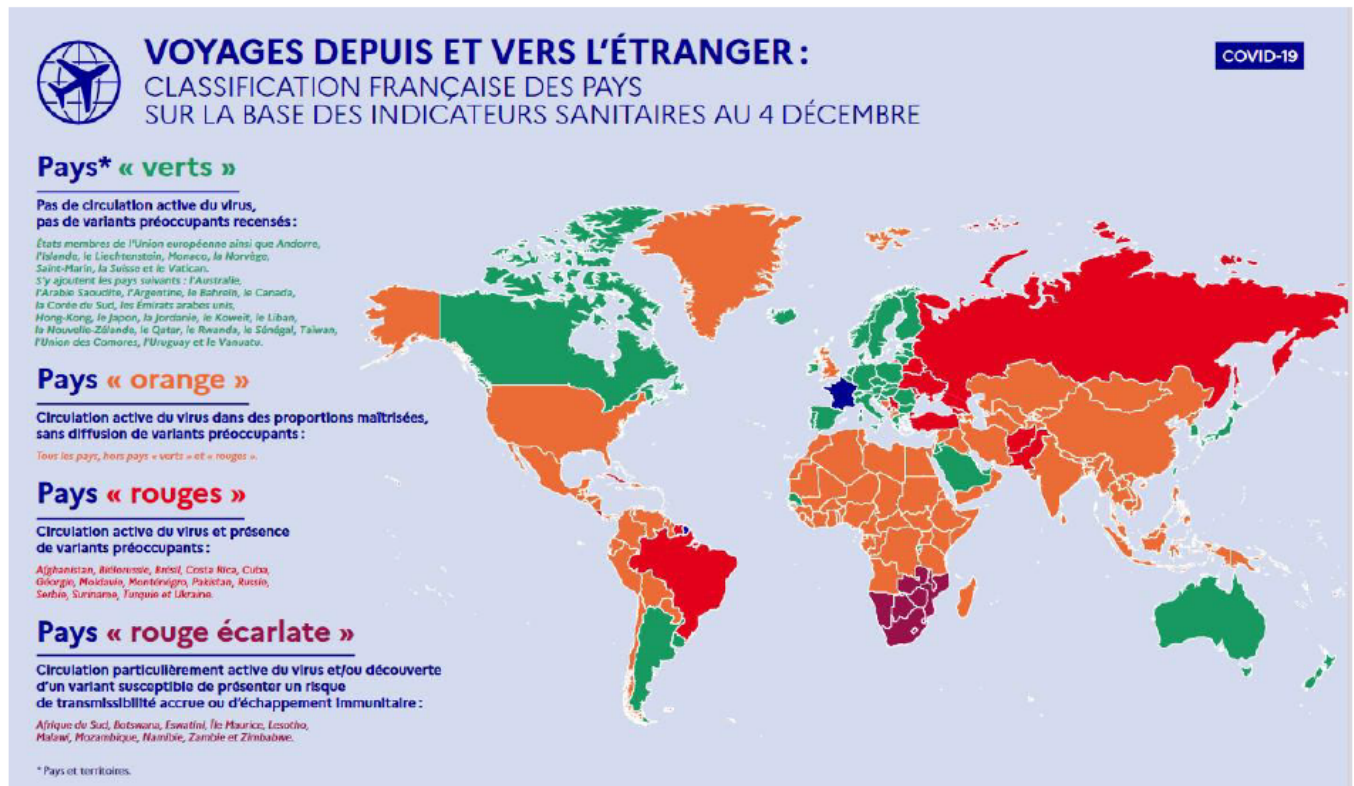 VOYAGES DEPUIS ET VERS L'ÉTRANGER :
CLASSIFICATION FRANÇAISE DES PAYS
SUR LA BASE DES INDICATEURS SANITAIRES AU 4 DÉCEMBRE
COVID-19
Pays* « verts »
Pas de circulation active du virus,
pas de variants préoccupants recensés :
États membres de l'Union européenne ainsi que Andorre,
l'Islande, le Liechtenstein, Monaco, la Norvège,
Saint-Marin, la Suisse et le Vatican.
S'y ajoutent les pays suivants : l'Australie,
l'Arabie Saoudite, l'Argentine, le Bahreïn, le Canada,
la Corée du Sud, les Émirats arabes unis,
Hong-Kong, le Japon, la Jordanie, le Koweït, le Liban,
la Nouvelle-Zélande, le Qatar, le Rwanda, le Sénégal, Taïwan,
l'Union des Comores, l'Uruguay et le Vanuatu.
Pays « orange »
Circulation active du virus dans des proportions maîtrisées,
sans diffusion de variants préoccupants :
Tous les pays, hors pays « verts » et « rouges ».
Pays « rouges »
Circulation active du virus et présence
de variants préoccupants :
Afghanistan, Biélorussie, Brésil, Costa Rica, Cuba,
Géorgie, Moldavie, Monténégro, Pakistan, Russie,
Serbie, Suriname, Turquie et Ukraine.
Pays « rouge écarlate »
Circulation particulièrement active du virus et/ou découverte
d'un variant susceptible de présenter un risque
de transmissibilité accrue ou d'échappement immunitaire :
Afrique du Sud, Botswana, Eswatini, Île Maurice, Lesotho,
Malawi, Mozambique, Namibie, Zambie et Zimbabwe.
* Pays et territoires.